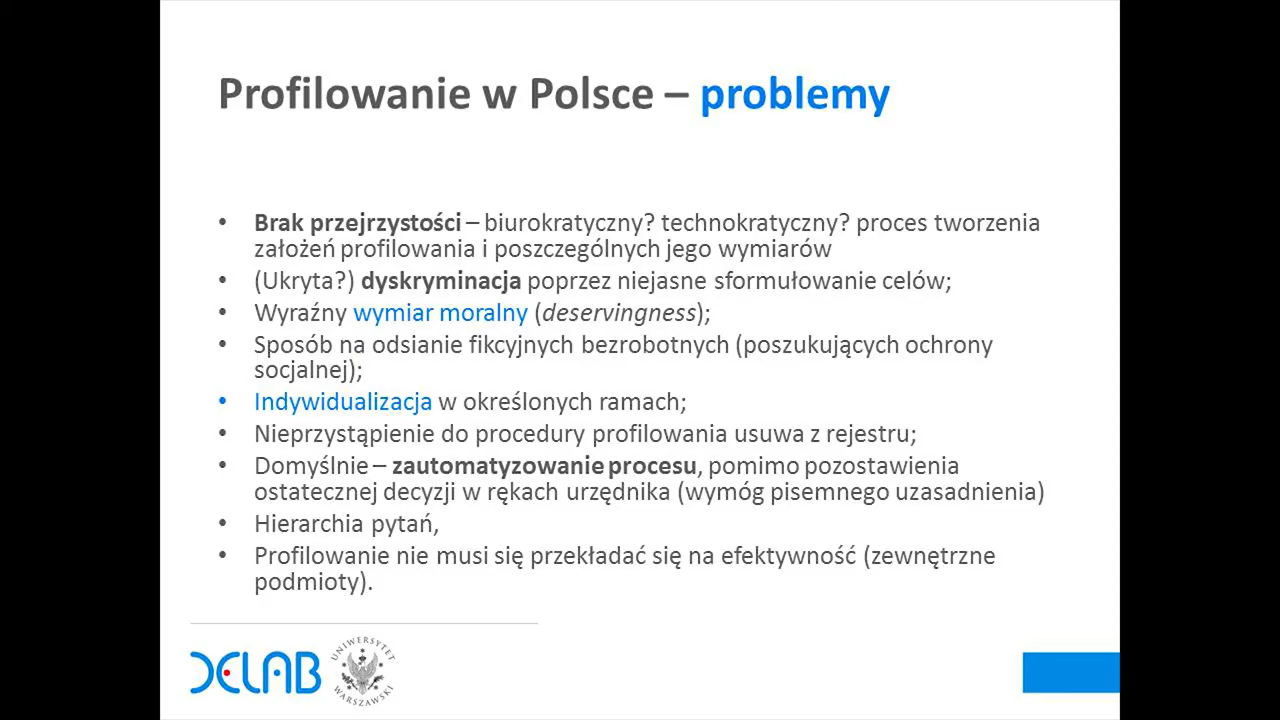 Profilowanie w Polsce – problemy
• Brak przejrzystości – biurokratyczny? technokratyczny? proces tworzenia
założeń profilowania i poszczególnych jego wymiarów
• (Ukryta?) dyskryminacja poprzez niejasne sformułowanie celów;
• Wyraźny wymiar moralny (deservingness);
• Sposób na odsianie fikcyjnych bezrobotnych (poszukujących ochrony
socjalnej);
• Indywidualizacja w określonych ramach;
• Nieprzystąpienie do procedury profilowania usuwa z rejestru;
• Domyślnie – zautomatyzowanie procesu, pomimo pozostawienia
ostatecznej decyzji w rękach urzędnika (wymóg pisemnego uzasadnienia)
• Hierarchia pytań,
• Profilowanie nie musi się przekładać się na efektywność (zewnętrzne
podmioty).
DELAB
UNIWERSYTET
WARSZAWSKI